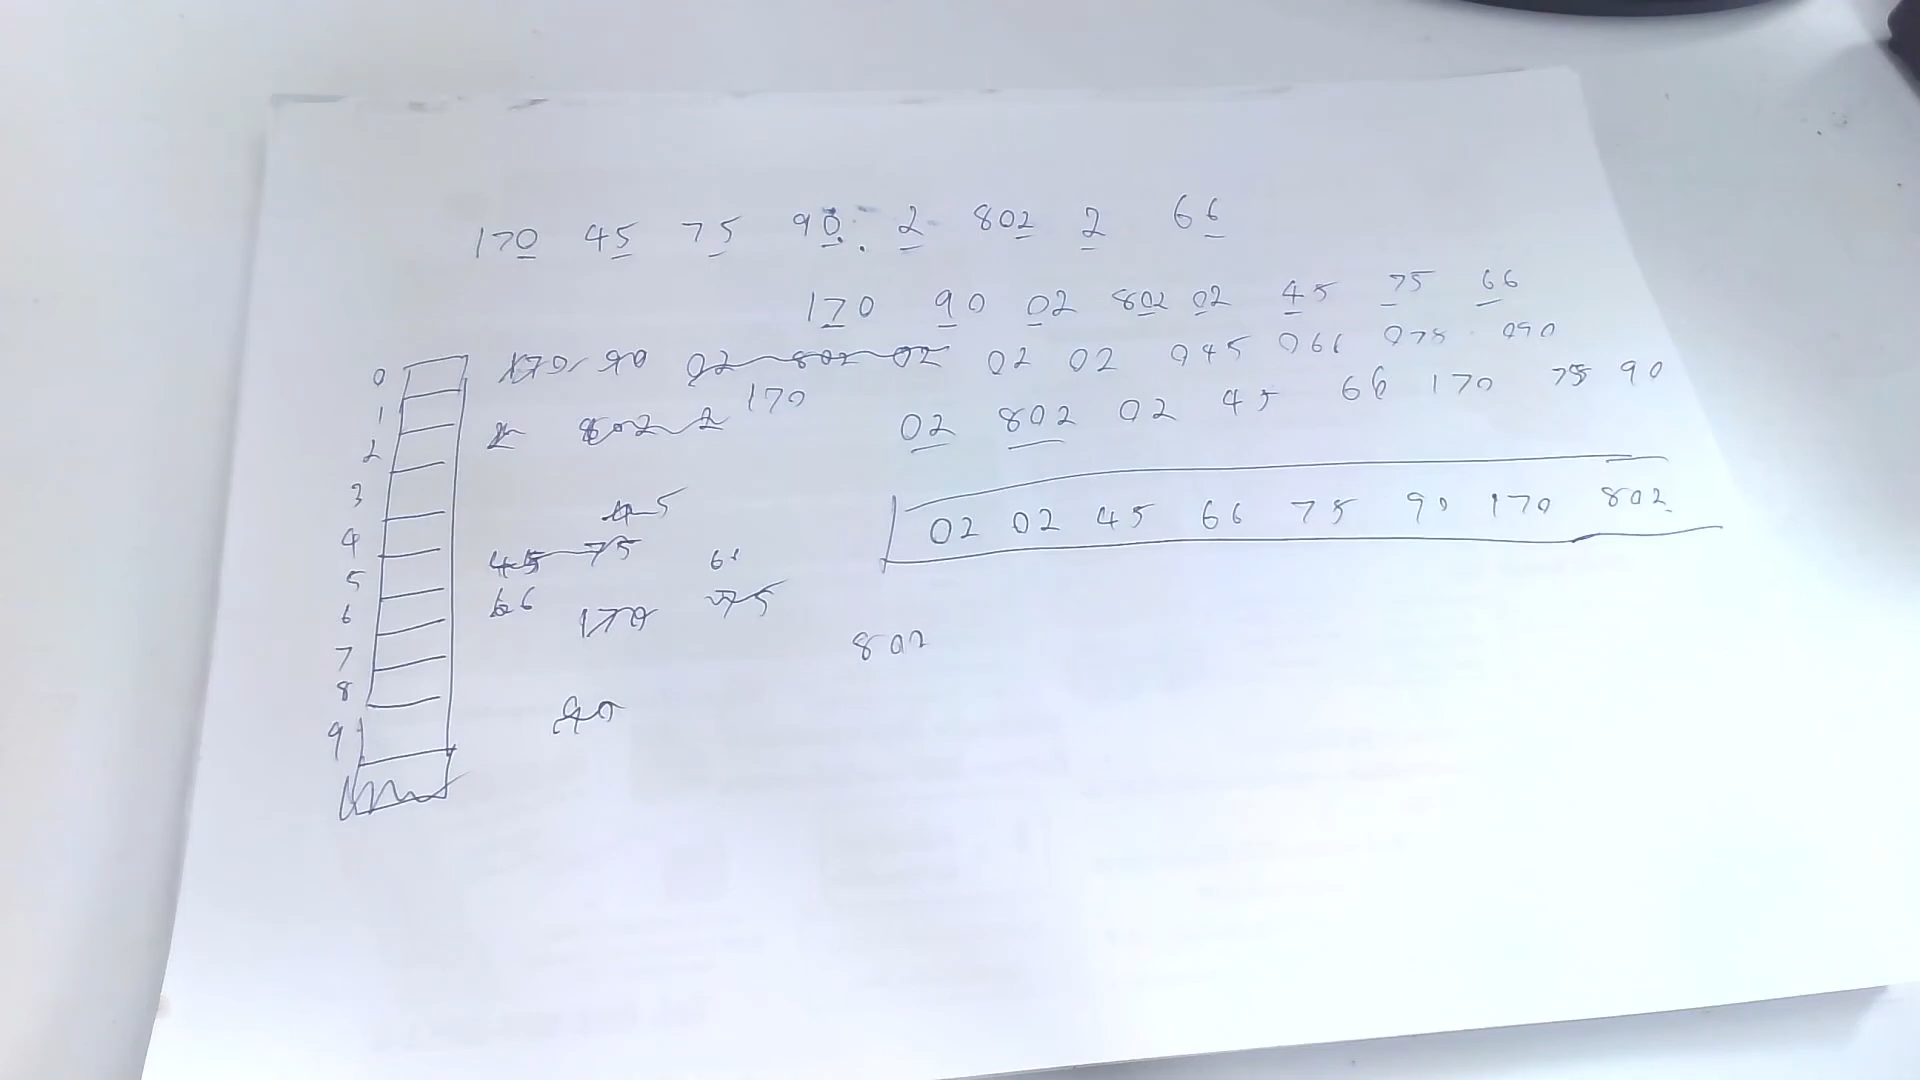 170 45 75 90 2 802 2 66
170 90 02 802 02 45 75 66
0 170 90 02 802 02 02 02 045 066 075 090
1 170
2 2 802 2 02 802 02 45 66 170 75 90
3
45
02 02 45 66 75 90 170 802
4
5 45 75
6 66 170 75
7
802
8
9 90